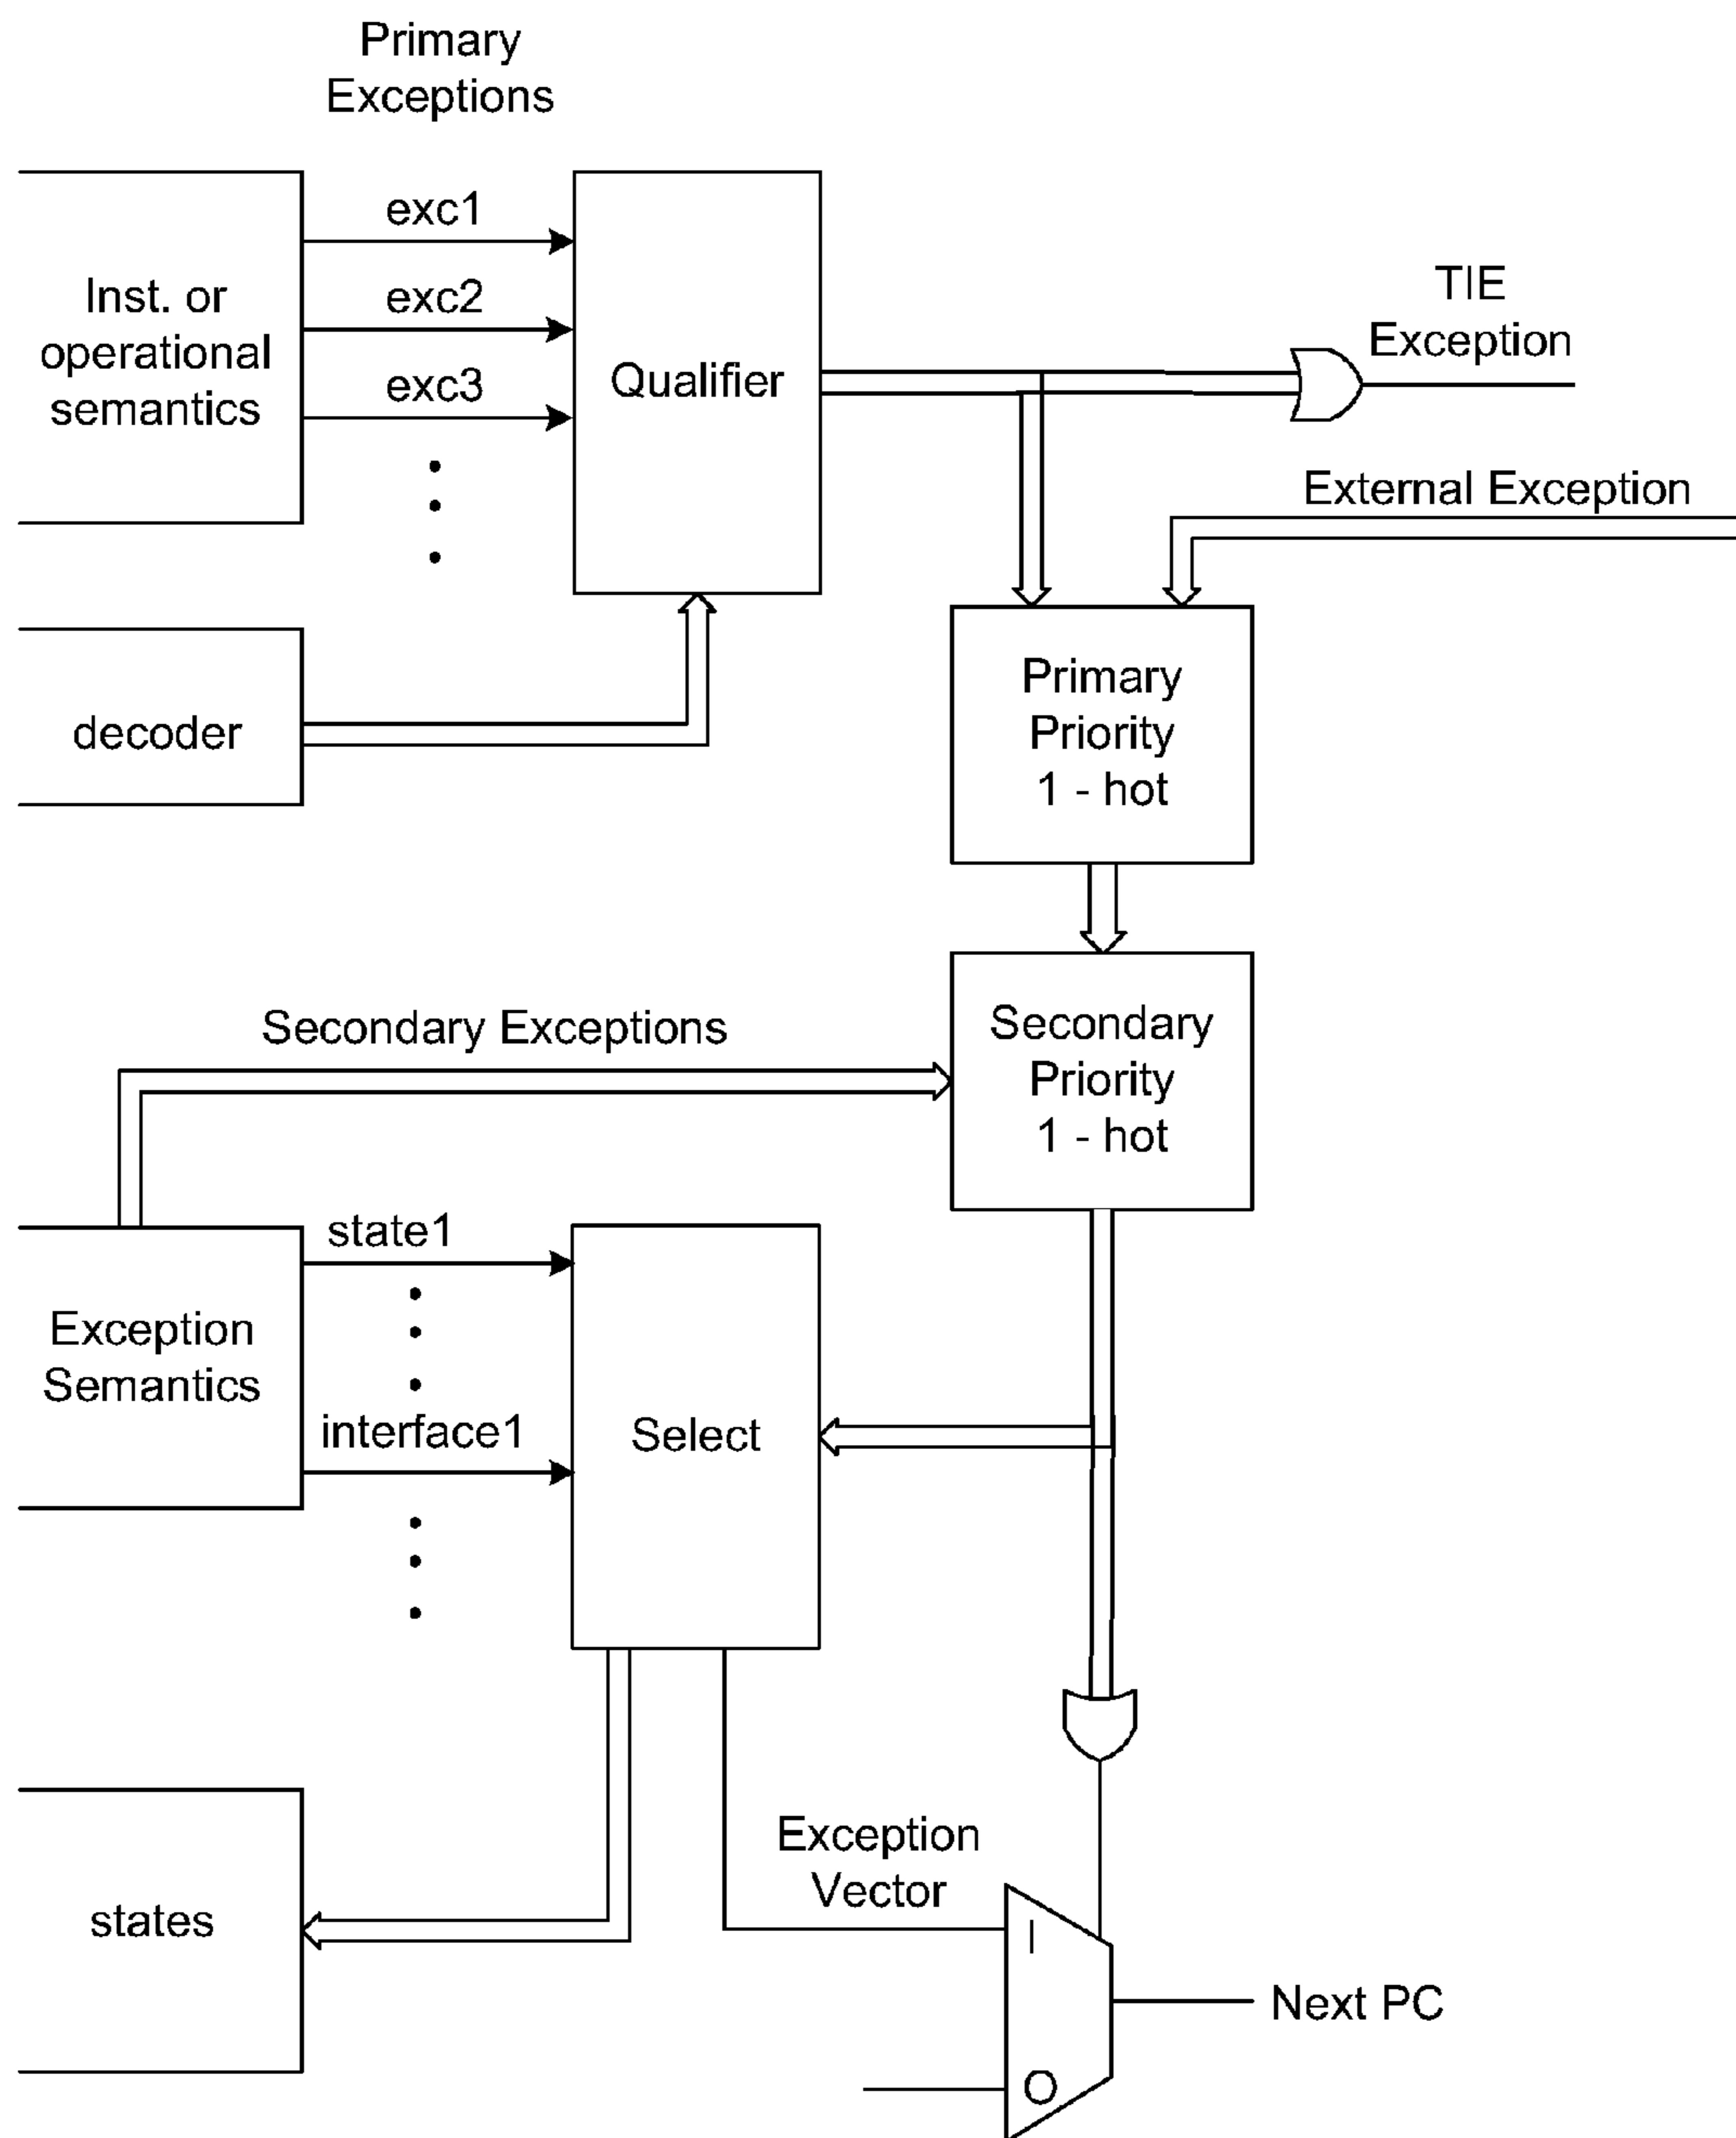 Primary
Exceptions
exc1
exc2
exc3
Inst. or
operational
semantics
Qualifier
TIE
Exception
External Exception
decoder
Primary
Priority
1 - hot
Secondary Exceptions
Secondary
Priority
1 - hot
state1
Exception
Semantics
interface1
Select
Exception
Vector
states
I
Next PC
O